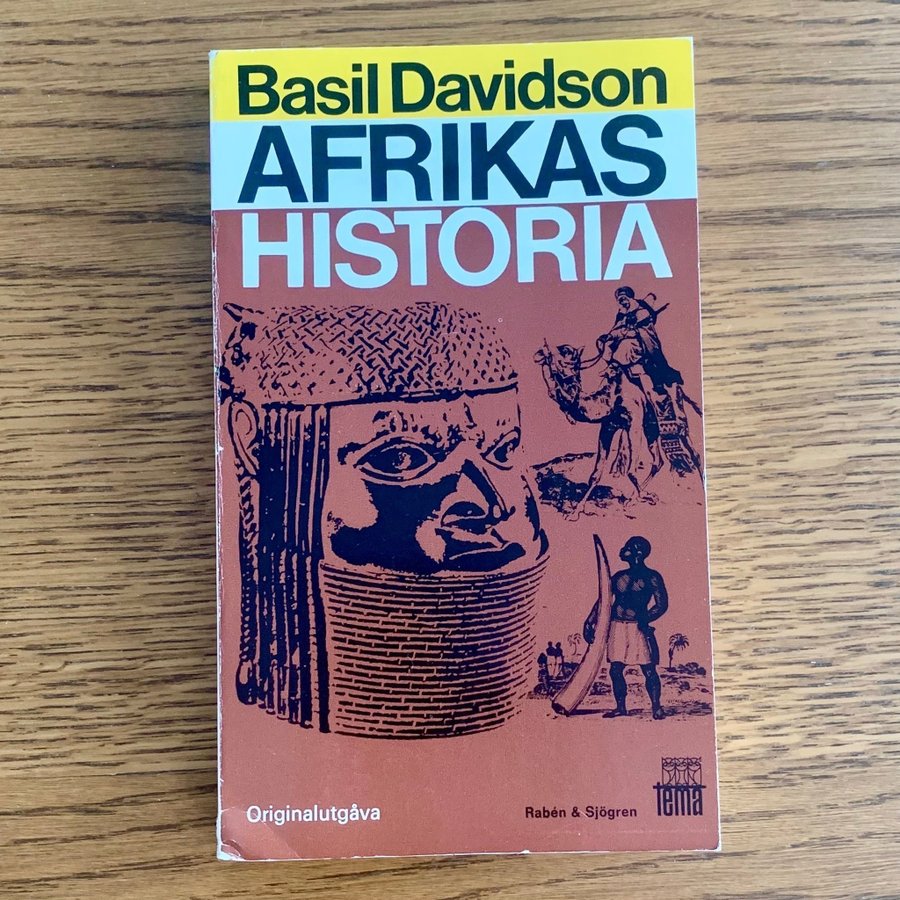 Basil Davidson
AFRIKAS
HISTORIA
Originalutgåva
Rabén & Sjögren
tema